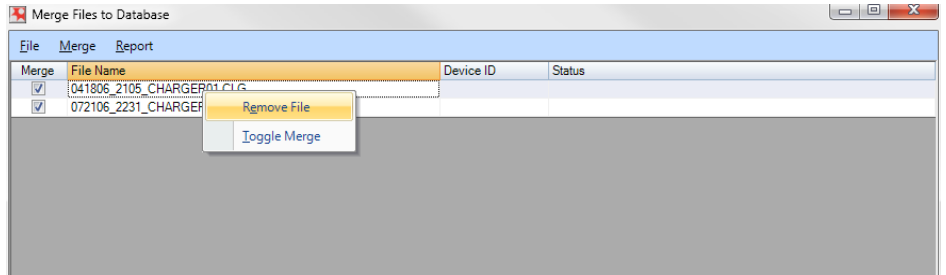 Merge Files to Database
File Merge Report
Merge File Name Device ID Status
041806_2105_CHARGER01.CLG
072106_2231_CHARGER
Remove File
Toggle Merge